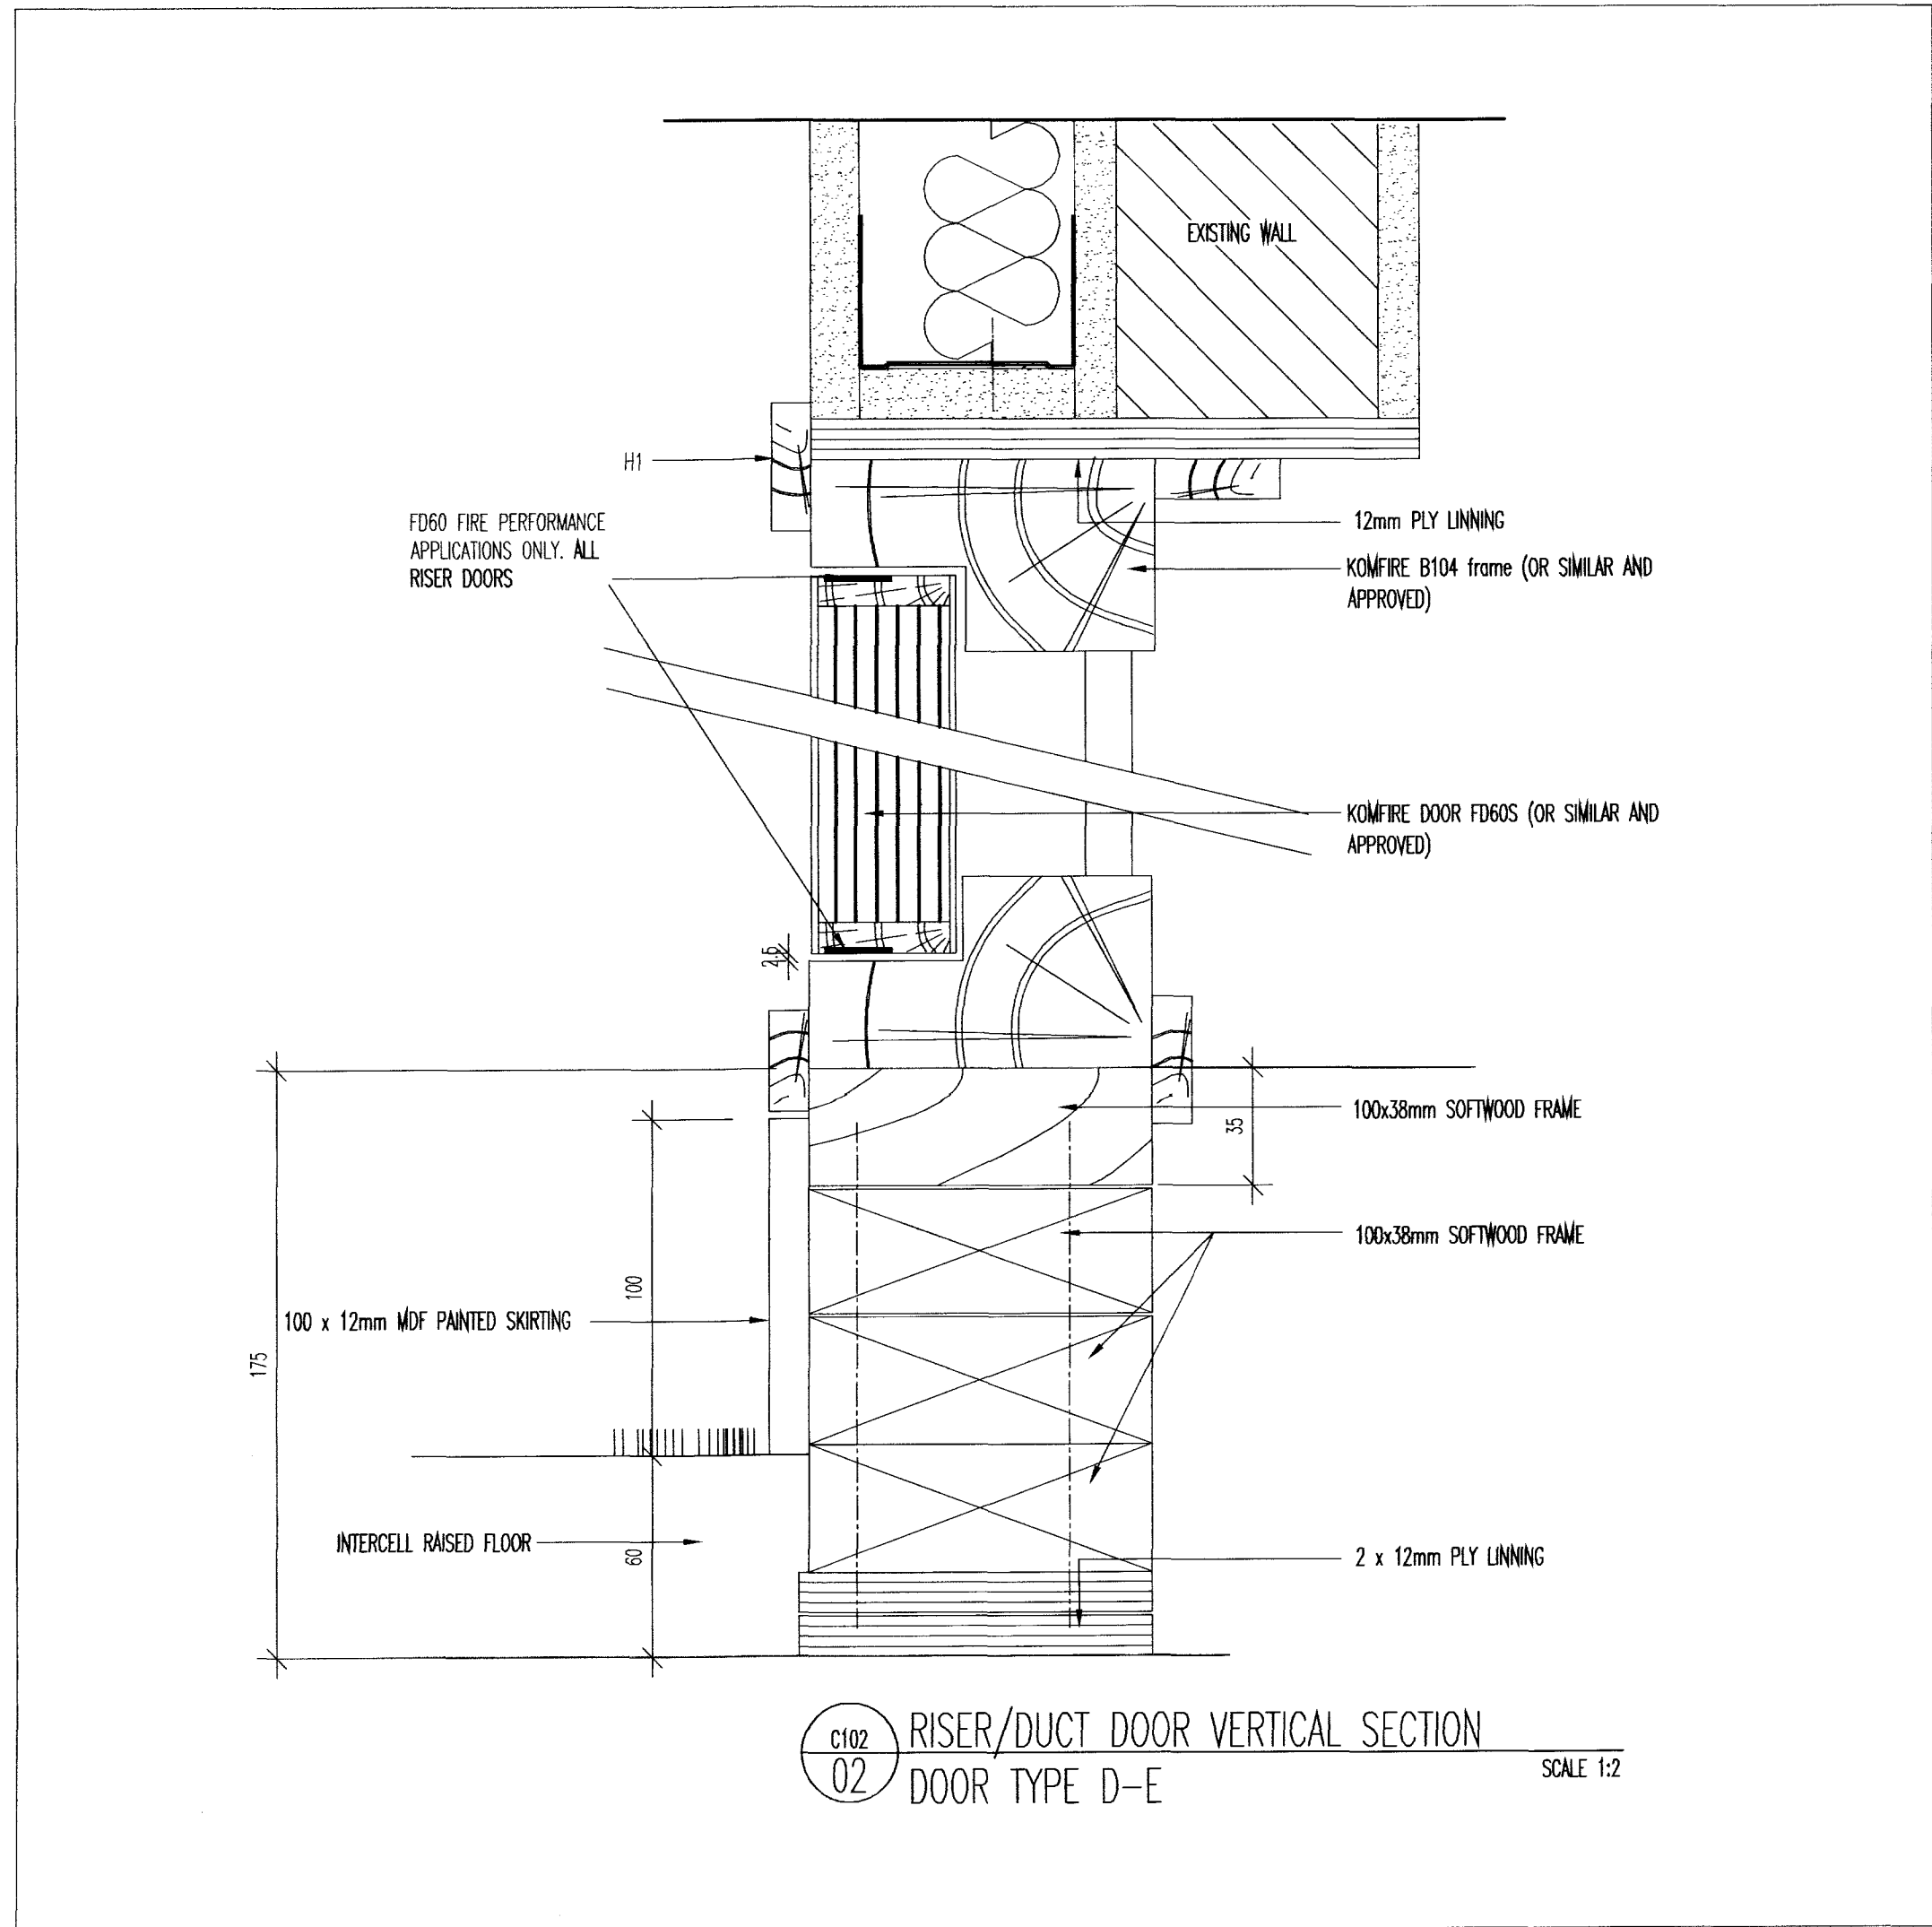 EXISTING WALL
H1
FD60 FIRE PERFORMANCE
APPLICATIONS ONLY. ALL
RISER DOORS
12mm PLY LINNING
KOMFIRE B104 frame (OR SIMILAR AND
APPROVED)
KOMFIRE DOOR FD60S (OR SIMILAR AND
APPROVED)
2.5
100x38mm SOFTWOOD FRAME
35
100x38mm SOFTWOOD FRAME
100
100 x 12mm MDF PAINTED SKIRTING
175
INTERCELL RAISED FLOOR
60
2 x 12mm PLY LINNING
C102
02
RISER/DUCT DOOR VERTICAL SECTION
SCALE 1:2
DOOR TYPE D-E